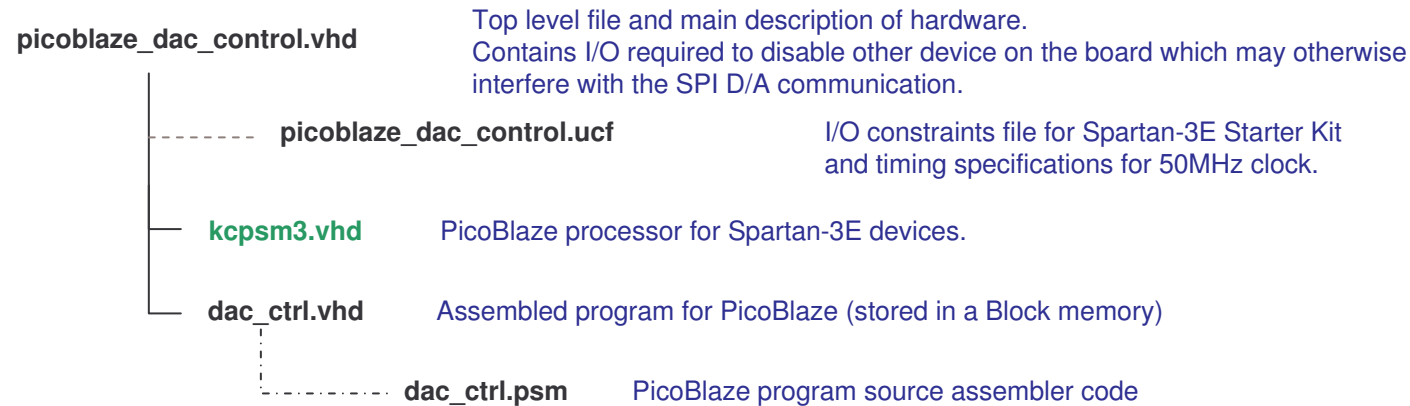 picoblaze_dac_control.vhd
Top level file and main description of hardware.
Contains I/O required to disable other device on the board which may otherwise
interfere with the SPI D/A communication.
picoblaze_dac_control.ucf
I/O constraints file for Spartan-3E Starter Kit
and timing specifications for 50MHz clock.
kcpsm3.vhd PicoBlaze processor for Spartan-3E devices.
dac_ctrl.vhd Assembled program for PicoBlaze (stored in a Block memory)
dac_ctrl.psm PicoBlaze program source assembler code